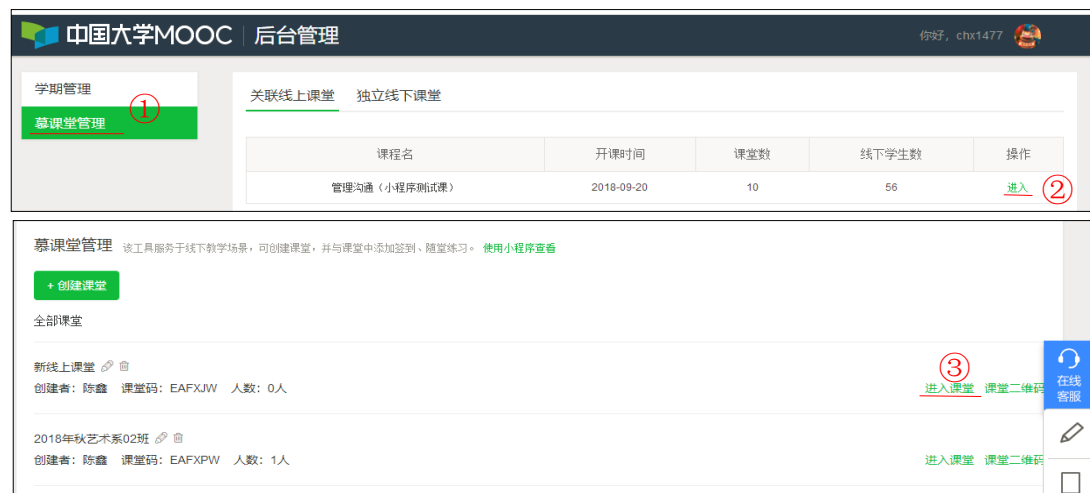 中国大学MOOC 后台管理 你好，chx1477
学期管理
慕课堂管理 ①
关联线上课堂 独立线下课堂
课程名 开课时间 课堂数 线下学生数 操作
管理沟通（小程序测试课） 2018-09-20 10 56 进入 ②
慕课堂管理 该工具服务于线下教学场景，可创建课堂，并与课堂中添加签到、随堂练习。 使用小程序查看
+ 创建课堂
全部课堂
新线上课堂
创建者：陈鑫 课堂码：EAFXJW 人数：0人 ③ 进入课堂 课堂二维码
在线
客服
2018年秋艺术系02班
创建者：陈鑫 课堂码：EAFXPW 人数：1人 进入课堂 课堂二维码